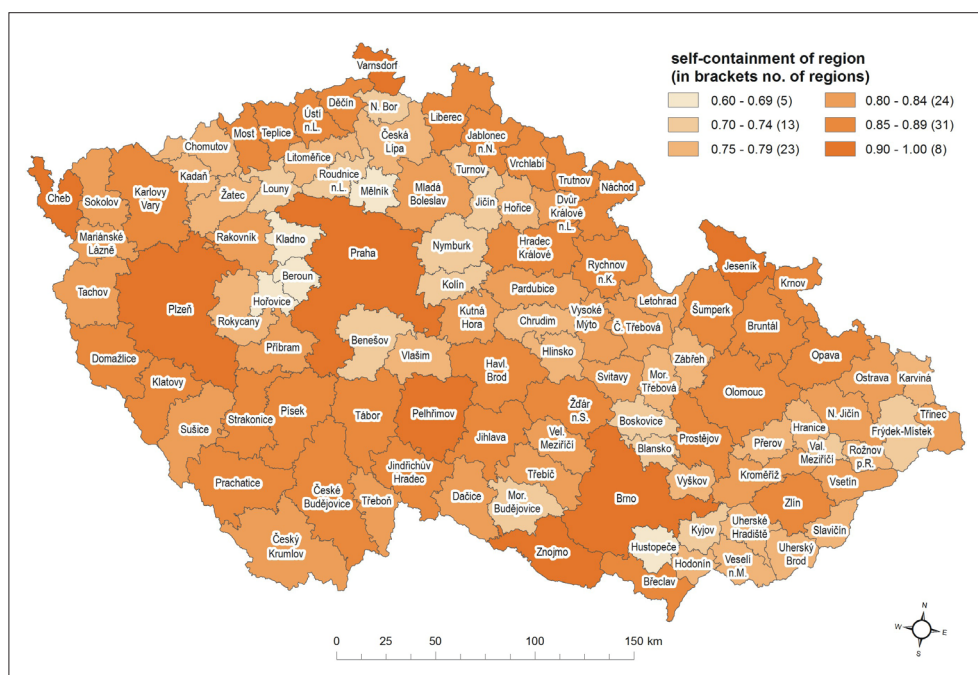 self-containment of region
(in brackets no. of regions)
0.60 - 0.69 (5)
0.70 - 0.74 (13)
0.75 - 0.79 (23)
0.80 - 0.84 (24)
0.85 - 0.89 (31)
0.90 - 1.00 (8)
Varnsdorf
Děčín
N. Bor
Ústí
n.L.
Liberec
Most
Teplice
Jablonec
n.N.
Chomutov
Litoměřice
Česká
Lípa
Turnov
Vrchlabí
Trutnov
Náchod
Kadaň
Roudnice
n.L.
Cheb
Sokolov
Karlovy
Vary
Žatec
Louny
Mělník
Mladá
Boleslav
Jičín
Hořice
Dvůr
Králové
n.L.
Mariánské
Lázně
Rakovník
Kladno
Praha
Nymburk
Hradec
Králové
Rychnov
n.K.
Jeseník
Krnov
Beroun
Kolín
Tachov
Plzeň
Hořovice
Pardubice
Letohrad
Šumperk
Rokycany
Kutná
Hora
Chrudim
Vysoké
Mýto
Č. Třebová
Bruntál
Příbram
Benešov
Vlašim
Hlinsko
Zábřeh
Opava
Domažlice
Havl.
Brod
Svitavy
Mor.
Třebová
Ostrava
Karviná
Klatovy
Olomouc
Sušice
Strakonice
Písek
Tábor
Pelhřimov
Žďár
n.S.
Boskovice
N. Jičín
Třinec
Jihlava
Vel.
Meziříčí
Blansko
Prostějov
Přerov
Hranice
Val.
Meziříčí
Frýdek-Místek
Rožnov
p.R.
Prachatice
České
Budějovice
Jindřichův
Hradec
Třebíč
Vyškov
Kroměříž
Vsetín
Třeboň
Dačice
Mor.
Budějovice
Brno
Zlín
Český
Krumlov
Znojmo
Hustopeče
Kyjov
Uherské
Hradiště
Slavičín
Hodonín
Veselí
n.M.
Uherský
Brod
Břeclav
0 25 50 100 150 km
N
W E
S